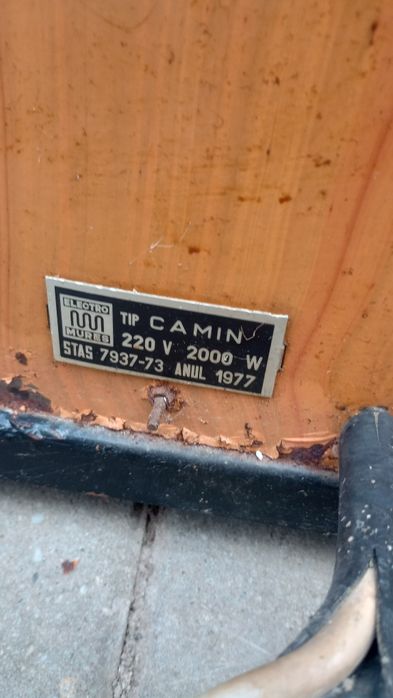 ELECTRO
MURES
TIP CAMIN
220 V 2000 W
STAS 7937-73 ANUL 1977